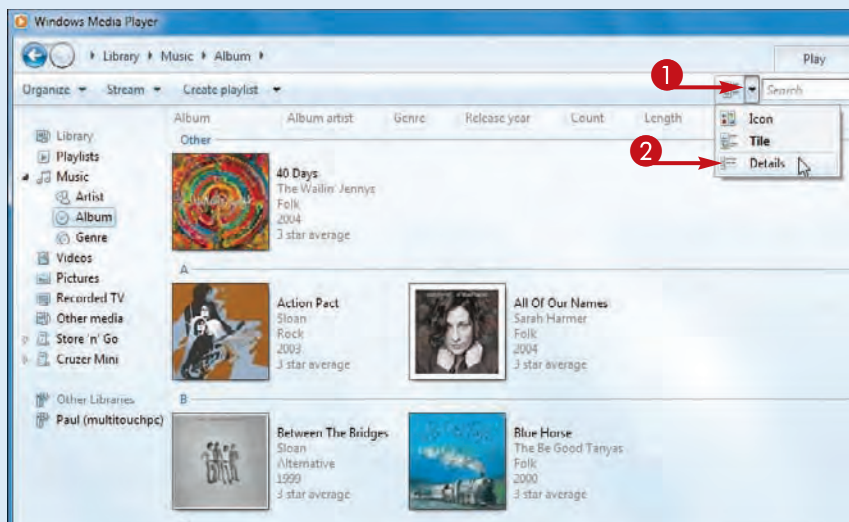 Windows Media Player
Library Music Album
Play
1
Organize Stream Create playlist
Search
Album Album artist Genre Release year Count Length
Icon
Tile
2
Details
Library
Playlists
Music
Artist
Album
Genre
Videos
Pictures
Recorded TV
Other media
Store 'n' Go
Cruzer Mini
Other Libraries
Paul (multitouchpc)
Other
40 Days
The Wailin' Jennys
Folk
2004
3 star average
A
Action Pact
Sloan
Rock
2003
3 star average
All Of Our Names
Sarah Harmer
Folk
2004
3 star average
B
Between The Bridges
Sloan
Alternative
1999
3 star average
Blue Horse
The Be Good Tanyas
Folk
2000
3 star average